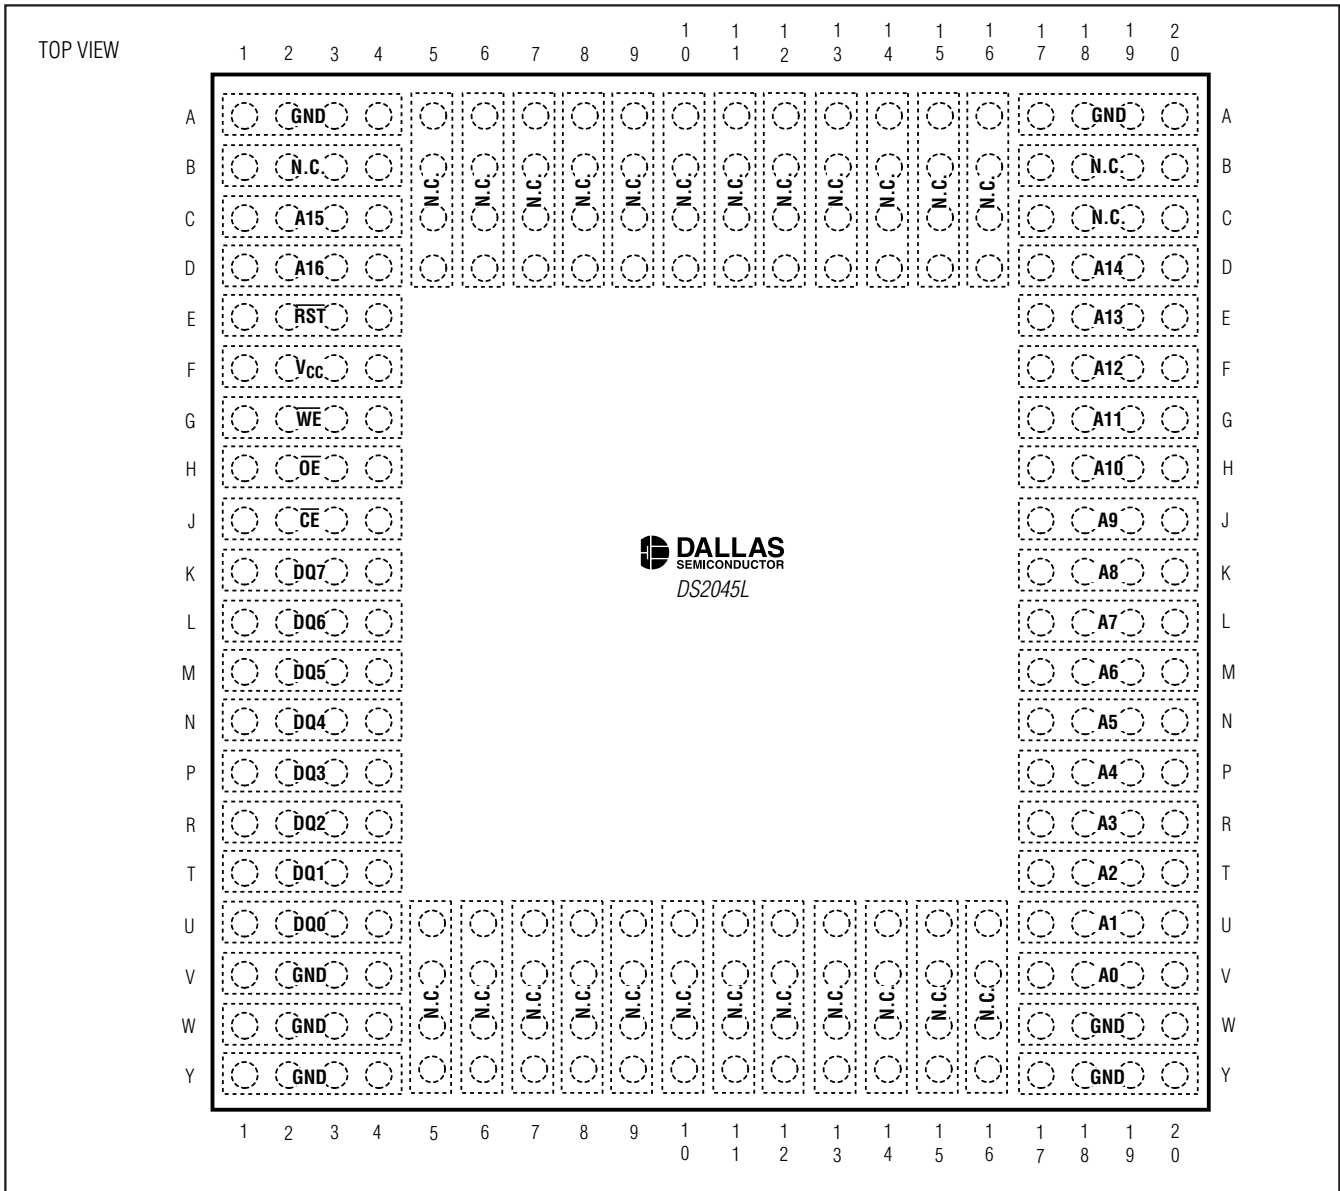 TOP VIEW
1 2 3 4 5 6 7 8 9 10 11 12 13 14 15 16 17 18 19 20
A GND GND A
B N.C. N.C. B
C A15 N.C. C
N.C. N.C. N.C. N.C. N.C. N.C. N.C. N.C. N.C. N.C. N.C. N.C.
D A16 A14 D
E R̅S̅T̅ A13 E
F VCC A12 F
G W̅E̅ A11 G
H O̅E̅ A10 H
J C̅E̅ A9 J
K DQ7 A8 K
L DQ6 A7 L
M DQ5 A6 M
N DQ4 A5 N
P DQ3 A4 P
R DQ2 A3 R
T DQ1 A2 T
U DQ0 A1 U
V GND A0 V
N.C. N.C. N.C. N.C. N.C. N.C. N.C. N.C. N.C. N.C. N.C. N.C.
W GND GND W
Y GND GND Y
DALLAS
SEMICONDUCTOR
DS2045L
1 2 3 4 5 6 7 8 9 10 11 12 13 14 15 16 17 18 19 20